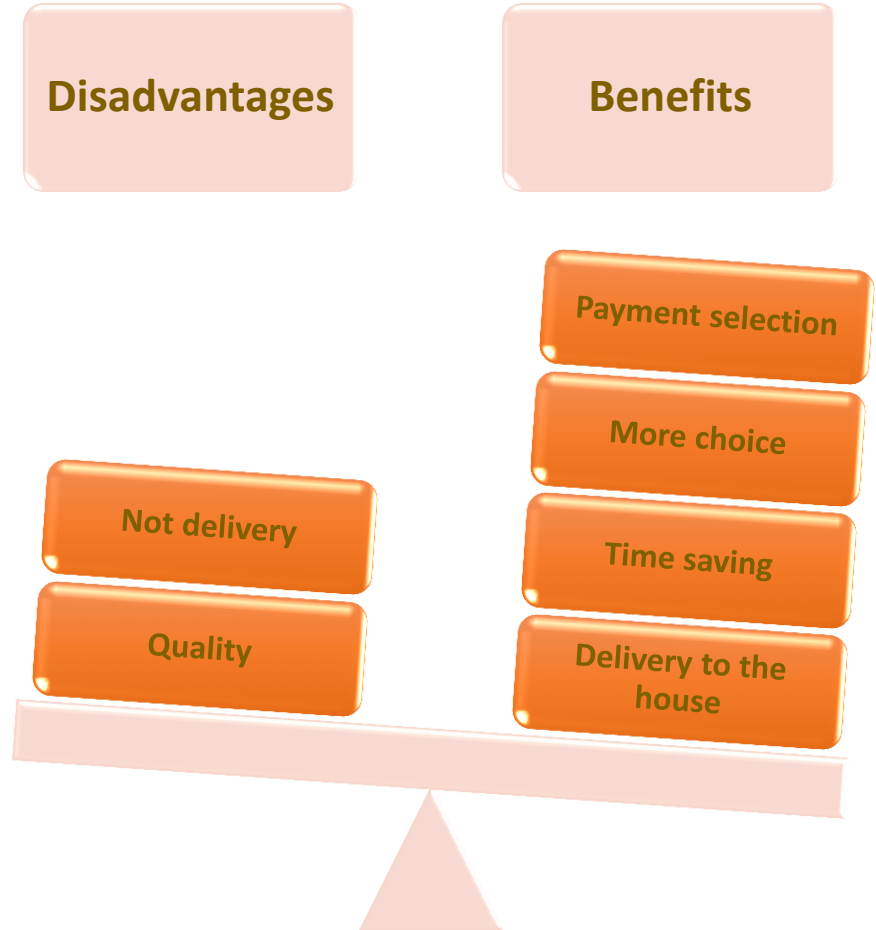 Disadvantages
Benefits
Payment selection
More choice
Not delivery
Time saving
Quality
Delivery to the
house